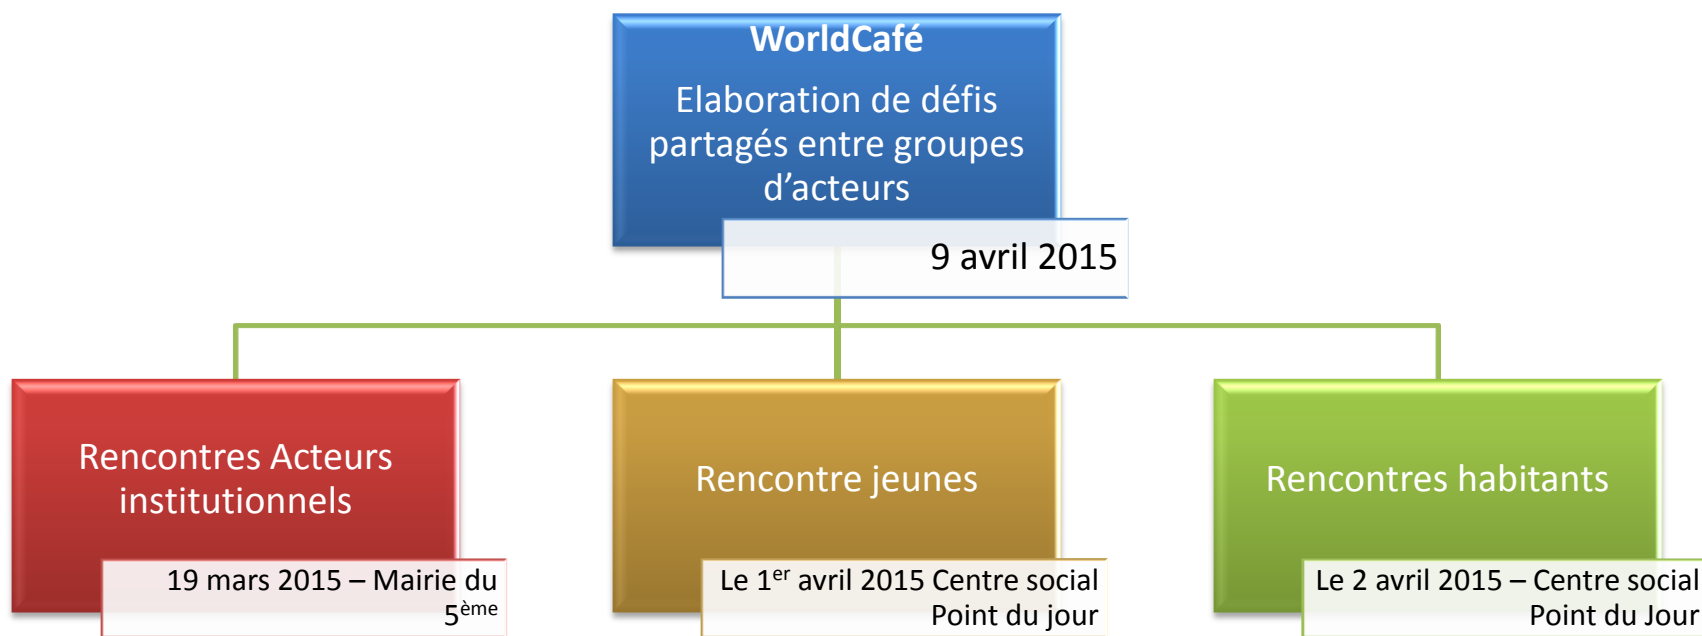 WorldCafé
Elaboration de défis
partagés entre groupes
d’acteurs
9 avril 2015
Rencontres Acteurs
institutionnels
19 mars 2015 – Mairie du
5ème
Rencontre jeunes
Le 1er avril 2015 Centre social
Point du jour
Rencontres habitants
Le 2 avril 2015 – Centre social
Point du Jour